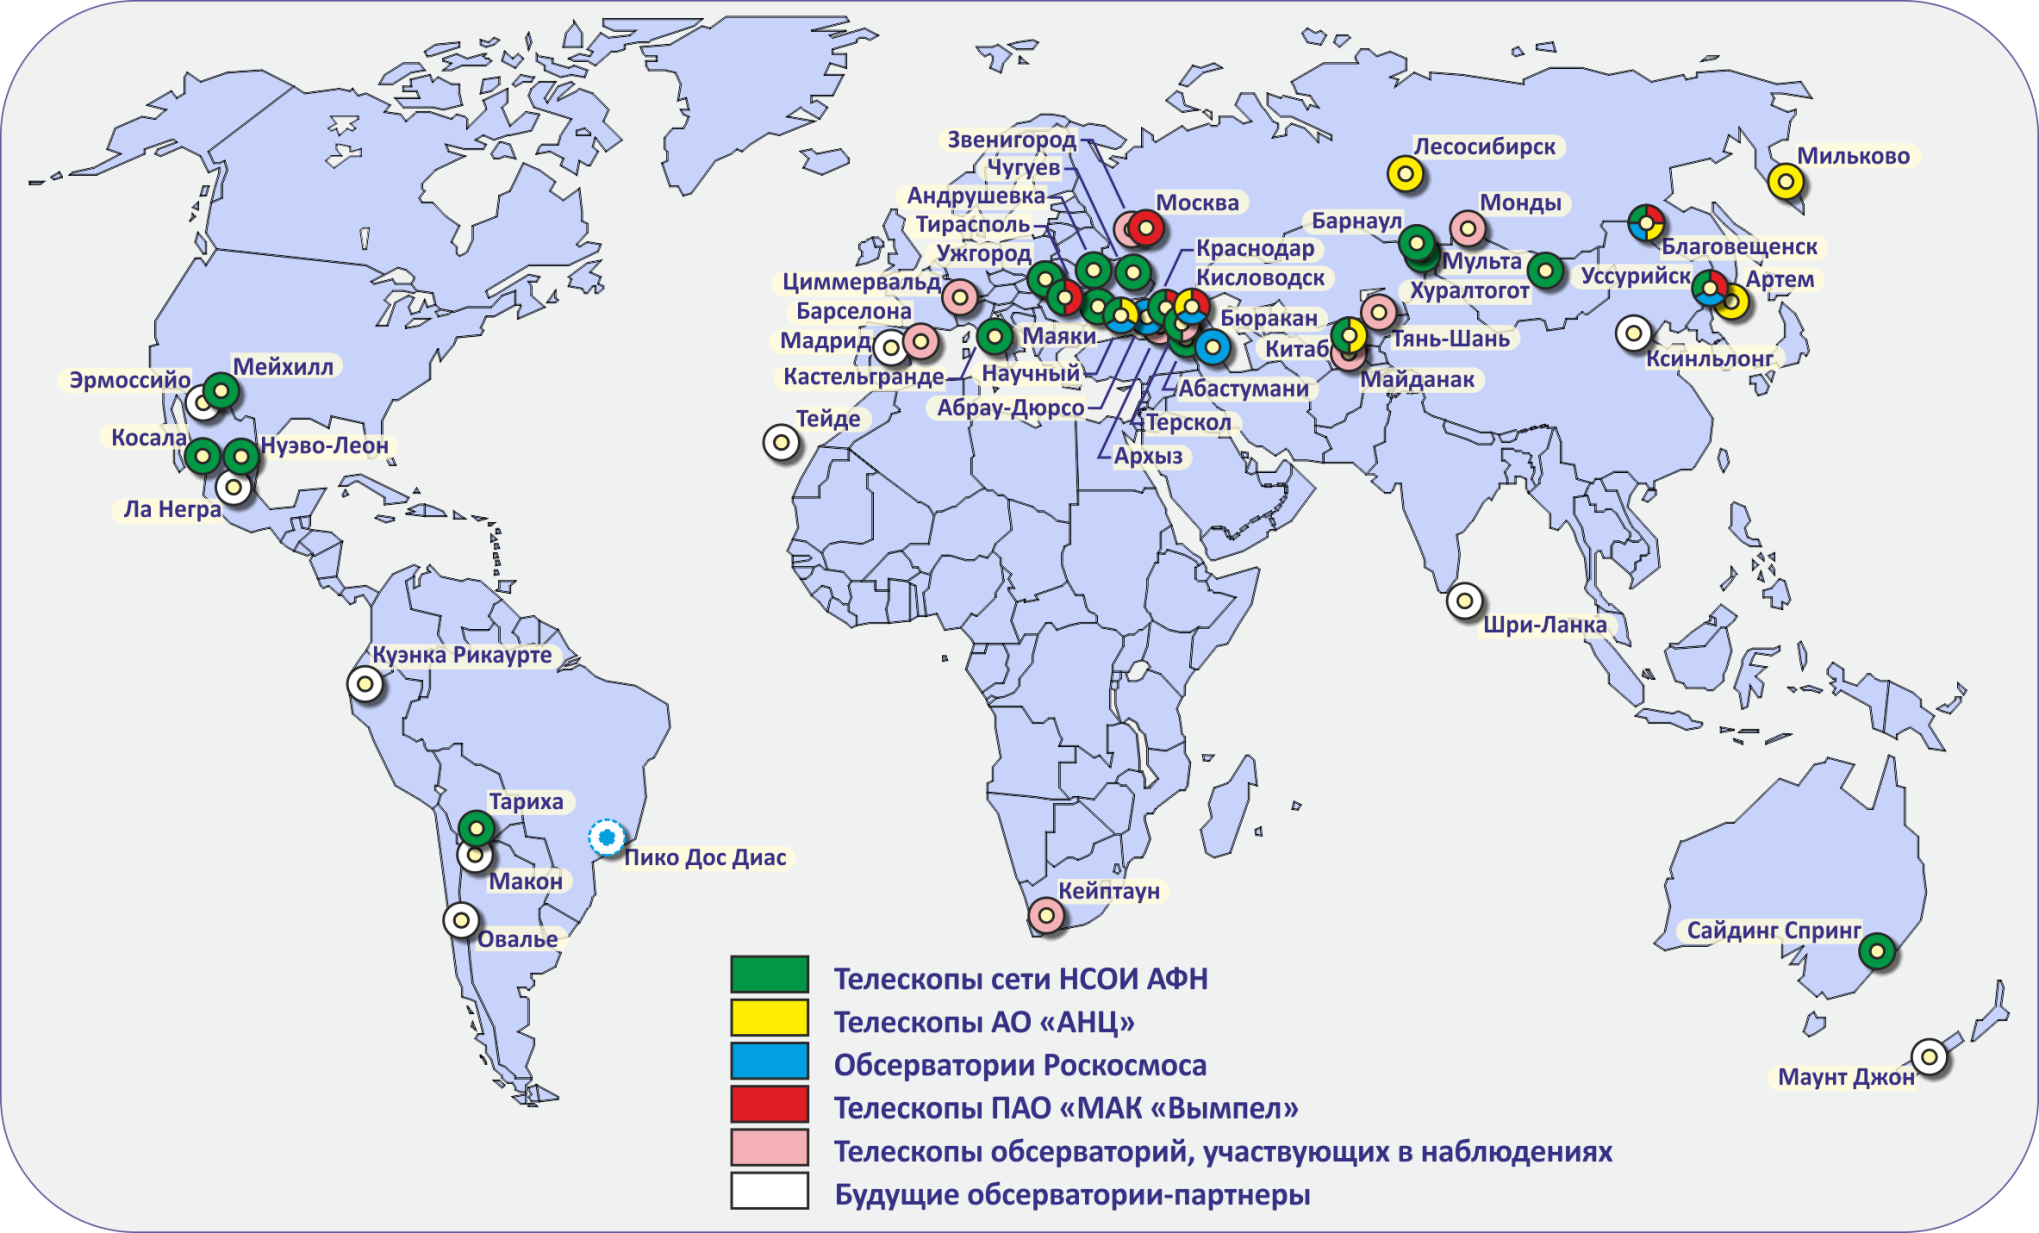 Звенигород
Чугуев
Андрушевка
Тирасполь
Ужгород
Циммервальд
Барселона
Мадрид
Кастельгранде
Маяки
Научный
Абрау-Дюрсо
Тейде
Москва
Краснодар
Кисловодск
Бюракан
Абастумани
Терскол
Архыз
Лесосибирск
Мильково
Монды
Барнаул
Мульта
Хуралтогот
Благовещенск
Уссурийск
Артем
Китаб
Тянь-Шань
Майданак
Ксинльлонг
Шри-Ланка
Мейхилл
Эрмоссийо
Косала
Нуэво-Леон
Ла Негра
Куэнка Рикаурте
Тариха
Пико Дос Диас
Макон
Овалье
Кейптаун
Сайдинг Спринг
Маунт Джон
Телескопы сети НСОИ АФН
Телескопы АО «АНЦ»
Обсерватории Роскосмоса
Телескопы ПАО «МАК «Вымпел»
Телескопы обсерваторий, участвующих в наблюдениях
Будущие обсерватории-партнеры